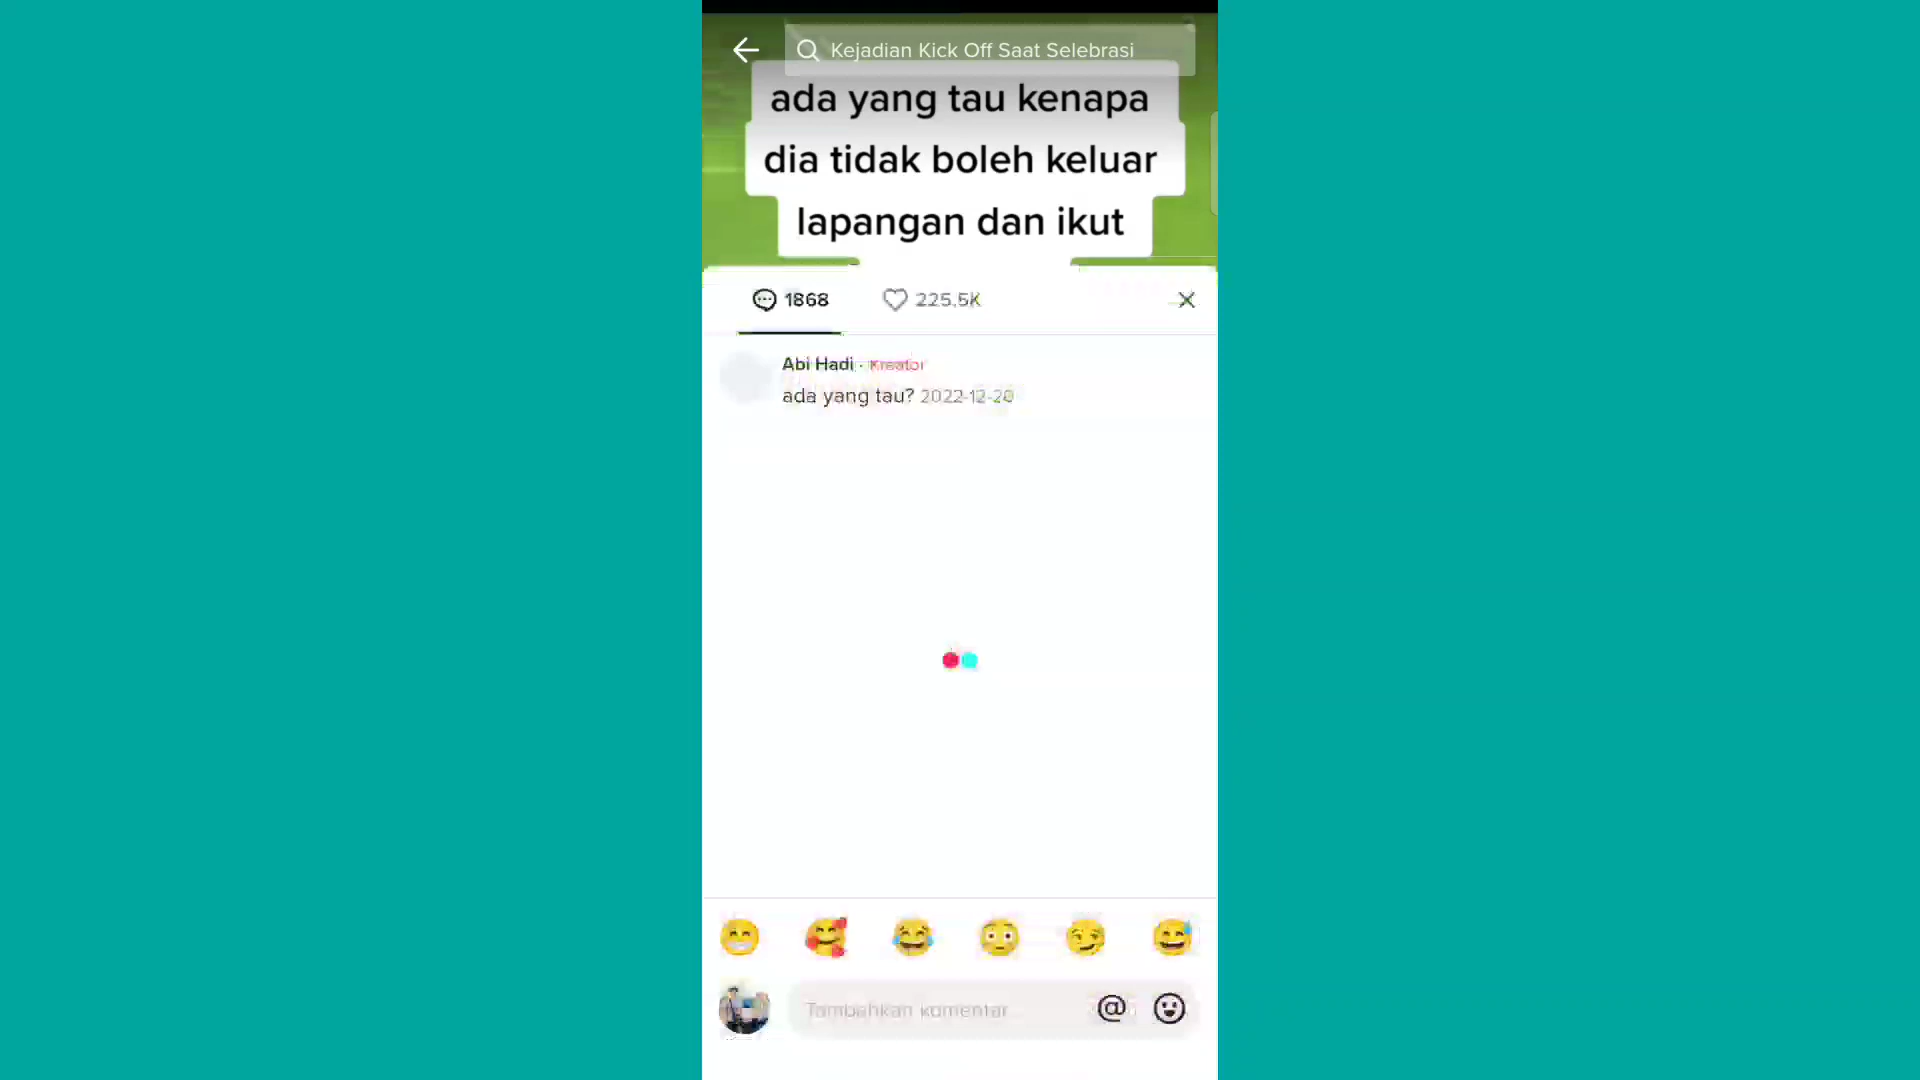 Kejadian Kick Off Saat Selebrasi
ada yang tau kenapa
dia tidak boleh keluar
lapangan dan ikut
1868
225.5K
Abi Hadi · Kreator
ada yang tau? 2022-12-20
Tambahkan komentar...